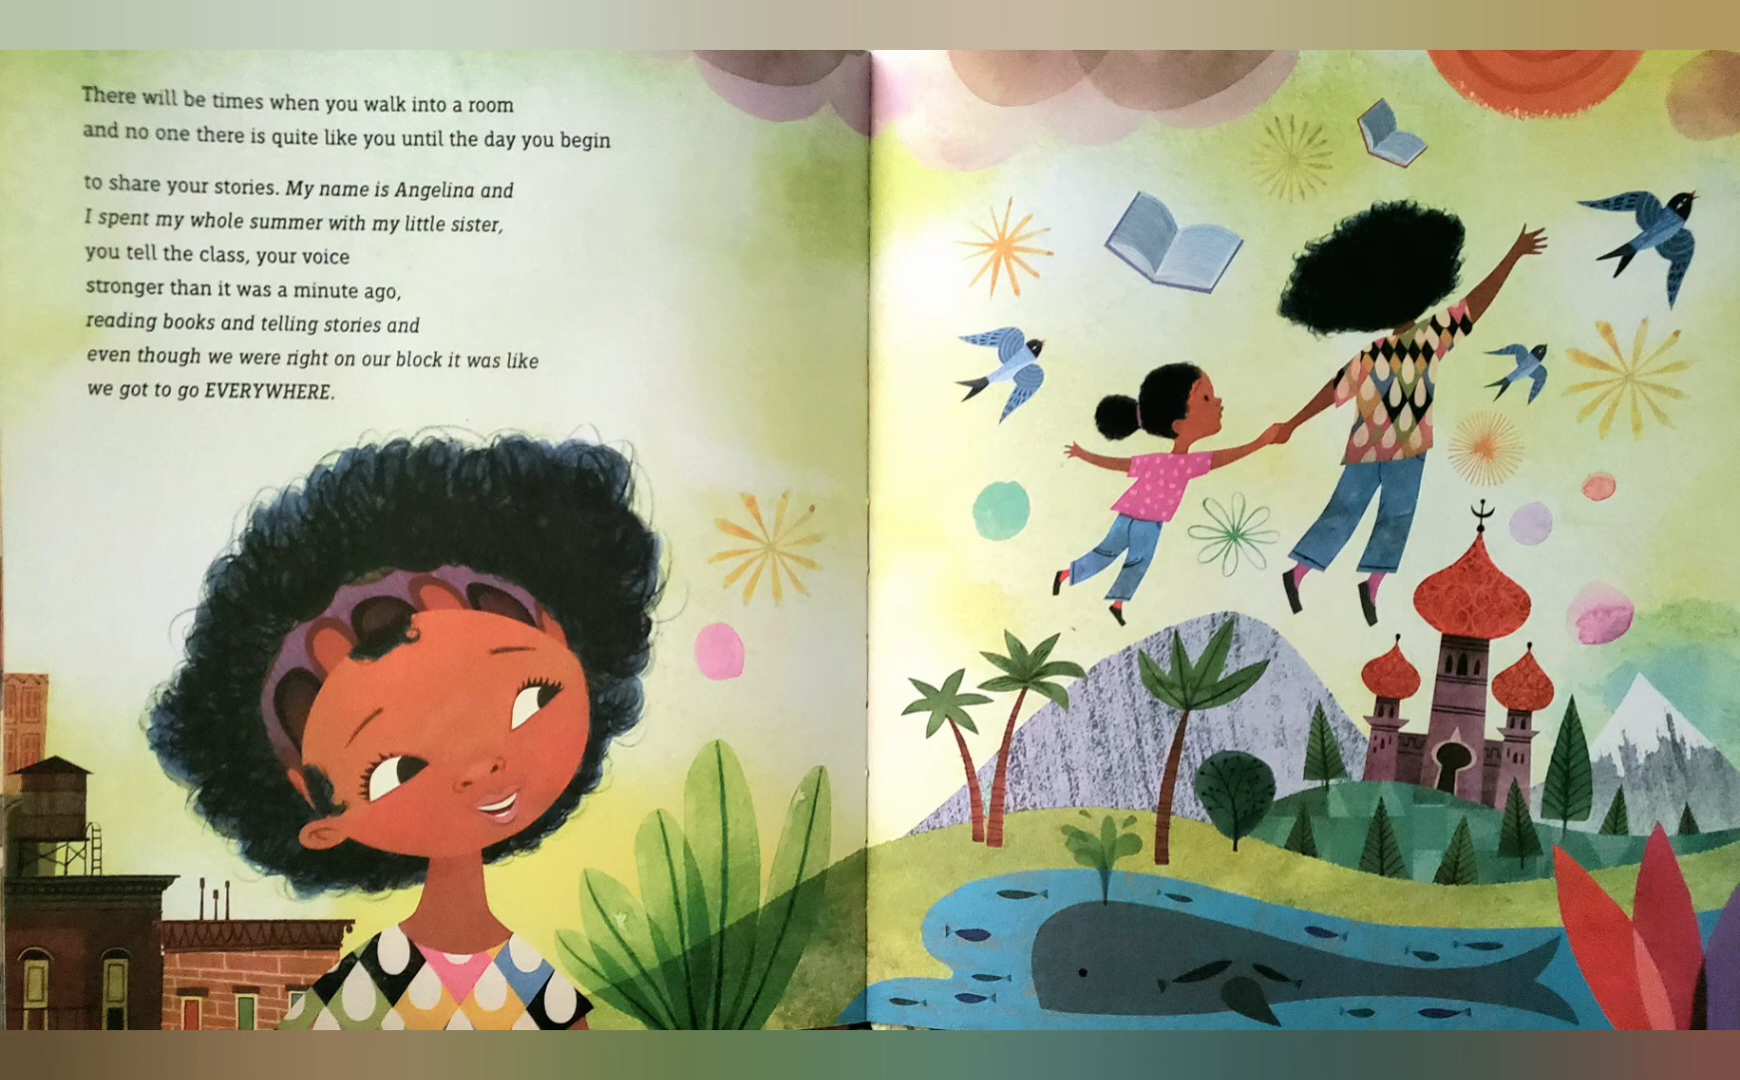 There will be times when you walk into a room
and no one there is quite like you until the day you begin
to share your stories. My name is Angelina and
I spent my whole summer with my little sister,
you tell the class, your voice
stronger than it was a minute ago,
reading books and telling stories and
even though we were right on our block it was like
we got to go EVERYWHERE.